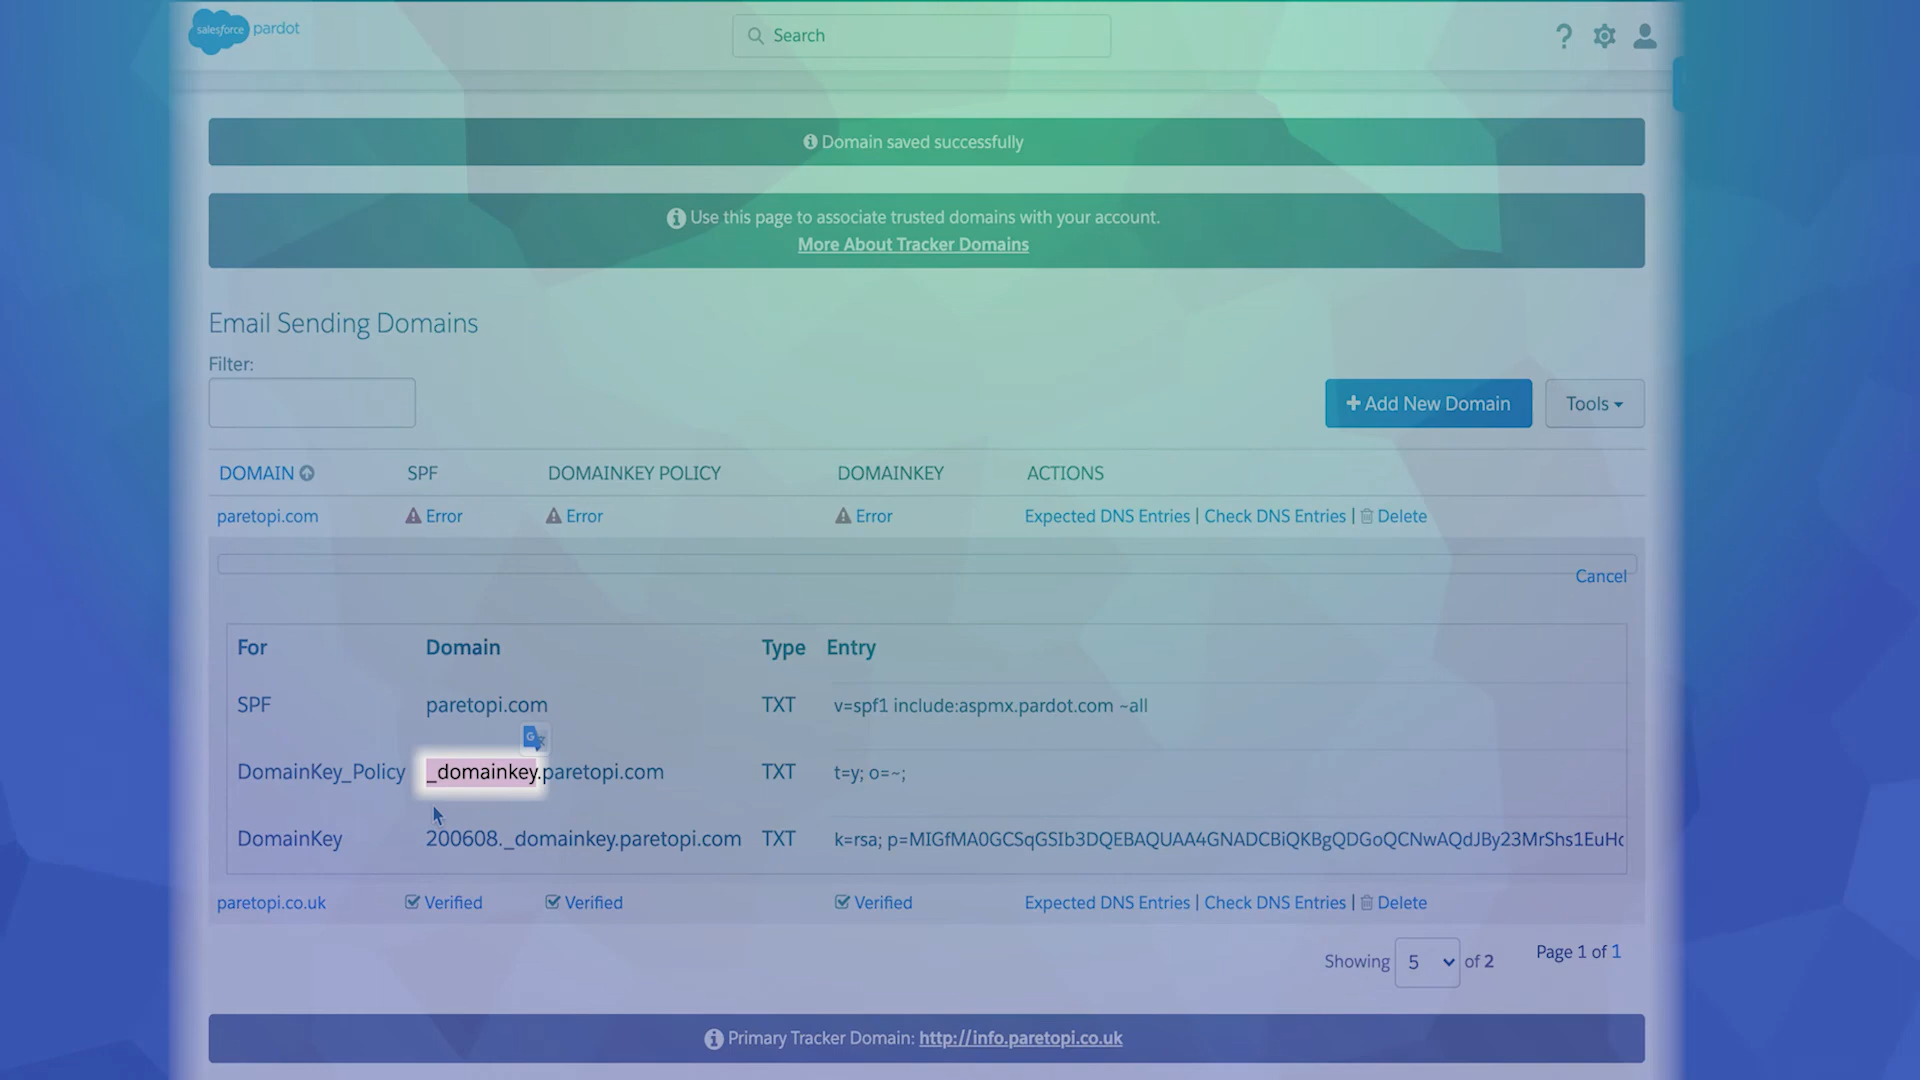 salesforce pardot
Search
Domain saved successfully
Use this page to associate trusted domains with your account.
More About Tracker Domains
Email Sending Domains
Filter:
+ Add New Domain Tools
DOMAIN SPF DOMAINKEY POLICY DOMAINKEY ACTIONS
paretopi.com Error Error Error Expected DNS Entries | Check DNS Entries | Delete
Cancel
For Domain Type Entry
SPF paretopi.com TXT v=spf1 include:aspmx.pardot.com ~all
DomainKey_Policy _domainkey.paretopi.com TXT t=y; o=~;
DomainKey 200608._domainkey.paretopi.com TXT k=rsa; p=MIGfMA0GCSqGSIb3DQEBAQUAA4GNADCBiQKBgQDGoQCNwAQdJBy23MrShs1EuHc
paretopi.co.uk Verified Verified Verified Expected DNS Entries | Check DNS Entries | Delete
Showing 5 of 2 Page 1 of 1
Primary Tracker Domain: http://info.paretopi.co.uk